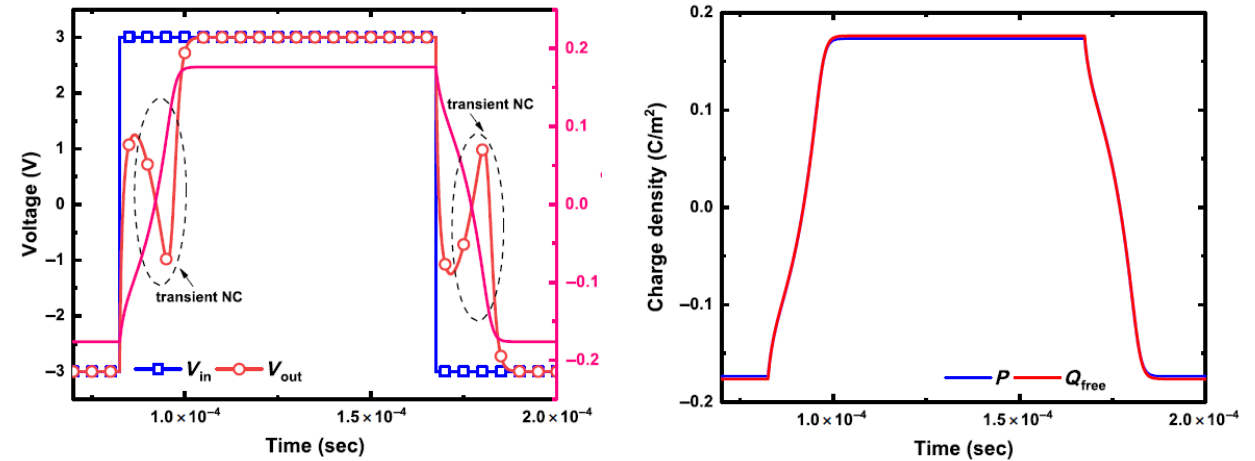 3
2
1
0
−1
−2
−3
Voltage (V)
transient NC
transient NC
V_in V_out
0.2
0.1
0.0
−0.1
−0.2
1.0×10⁻⁴ 1.5×10⁻⁴ 2.0×10⁻⁴
Time (sec)
0.2
0.1
0.0
−0.1
−0.2
Charge density (C/m²)
P Q_free
1.0×10⁻⁴ 1.5×10⁻⁴ 2.0×10⁻⁴
Time (sec)